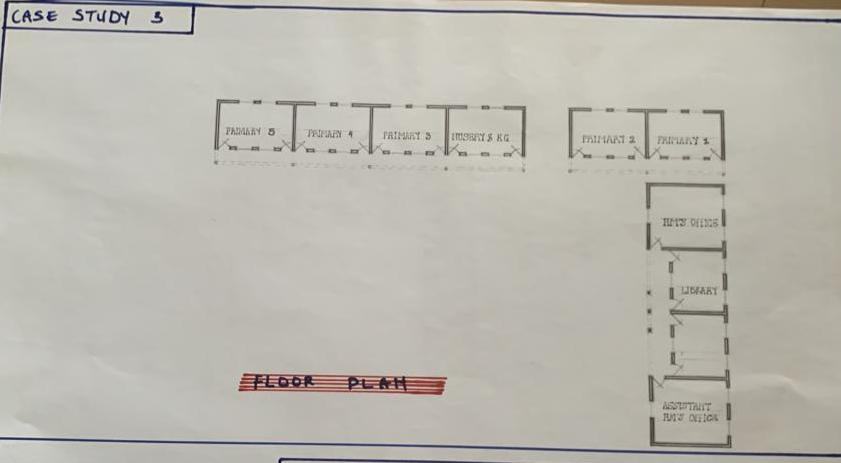 CASE STUDY 3
PRIMARY 5
PRIMARY 4
PRIMARY 3
NUSERY & KG
PRIMARY 2
PRIMARY 1
HM'S OFFICE
LIBRARY
ASSISTANT
HM'S OFFICE
FLOOR PLAN